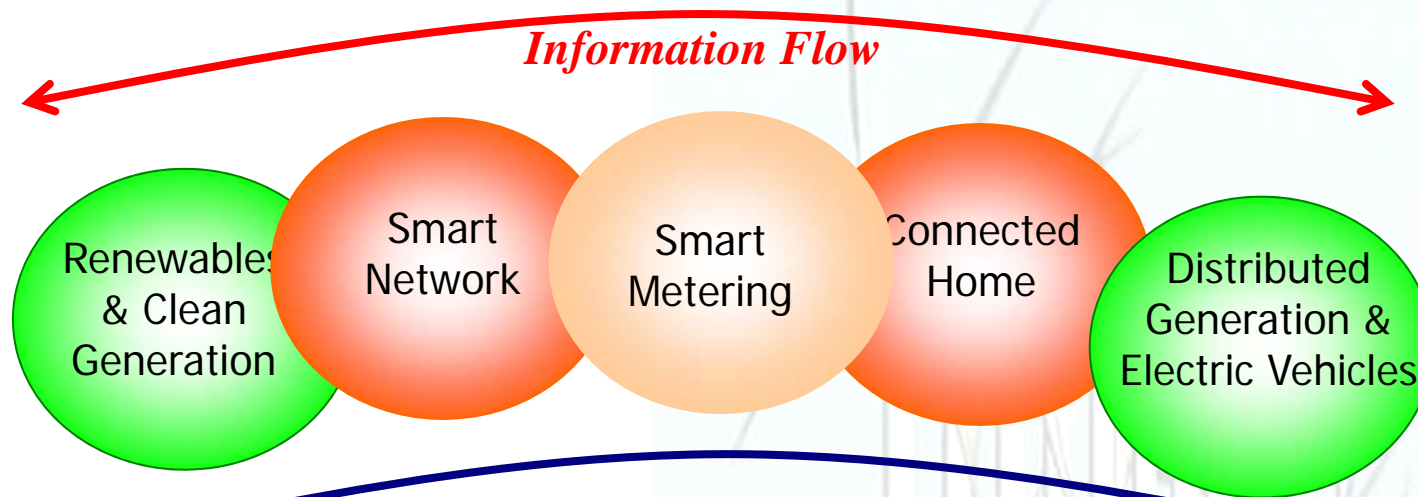 Information Flow
Renewables
& Clean
Generation
Smart
Network
Smart
Metering
Connected
Home
Distributed
Generation &
Electric Vehicles